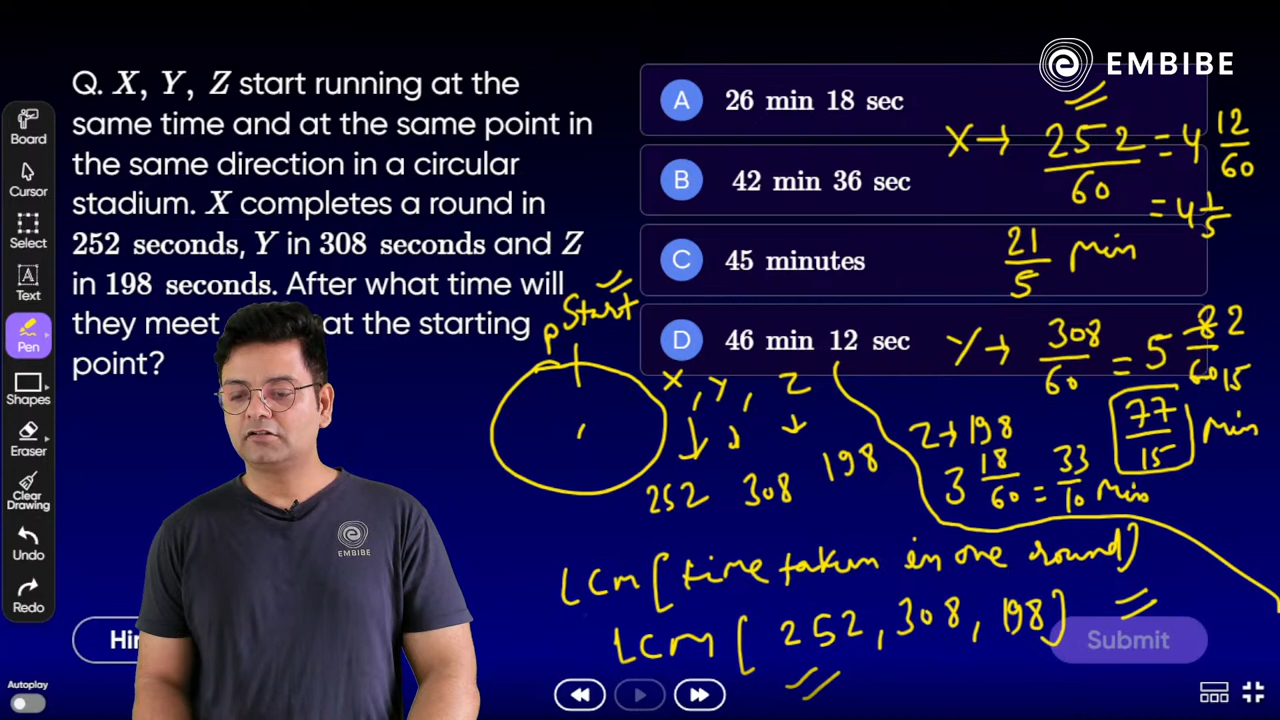 EMBIBE
Q. X, Y, Z start running at the
same time and at the same point in
the same direction in a circular
stadium. X completes a round in
252 seconds, Y in 308 seconds and Z
in 198 seconds. After what time will
they meet at the starting
point?
A 26 min 18 sec
B 42 min 36 sec
C 45 minutes
D 46 min 12 sec
Board
Cursor
Select
Text
Pen
Shapes
Eraser
Clear
Drawing
Undo
Redo
X → 252/60 = 4 12/60
= 4 1/5
21/5 min
Y → 308/60 = 5 8/60 2 15
77/15 min
Z → 198
3 18/60 = 33/10 min
P Start
X, Y, Z
252 308 198
LCM [time taken in one round]
LCM [252, 308, 198]
EMBIBE
Hin
Submit
Autoplay